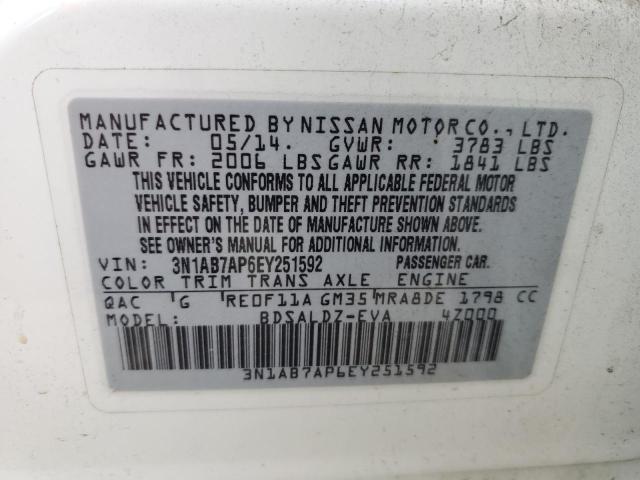 MANUFACTURED BY NISSAN MOTOR CO., LTD.
DATE: 05/14. GVWR: 3783 LBS
GAWR FR: 2006 LBS GAWR RR: 1841 LBS
THIS VEHICLE CONFORMS TO ALL APPLICABLE FEDERAL MOTOR
VEHICLE SAFETY, BUMPER AND THEFT PREVENTION STANDARDS
IN EFFECT ON THE DATE OF MANUFACTURE SHOWN ABOVE.
SEE OWNER'S MANUAL FOR ADDITIONAL INFORMATION.
VIN: 3N1AB7AP6EY251592 PASSENGER CAR.
COLOR TRIM TRANS AXLE ENGINE
QAC G RE0F11A GM35 MRA8DE 1798 CC
MODEL: BDSALDZ-EVA 4Z000
3N1AB7AP6EY251592